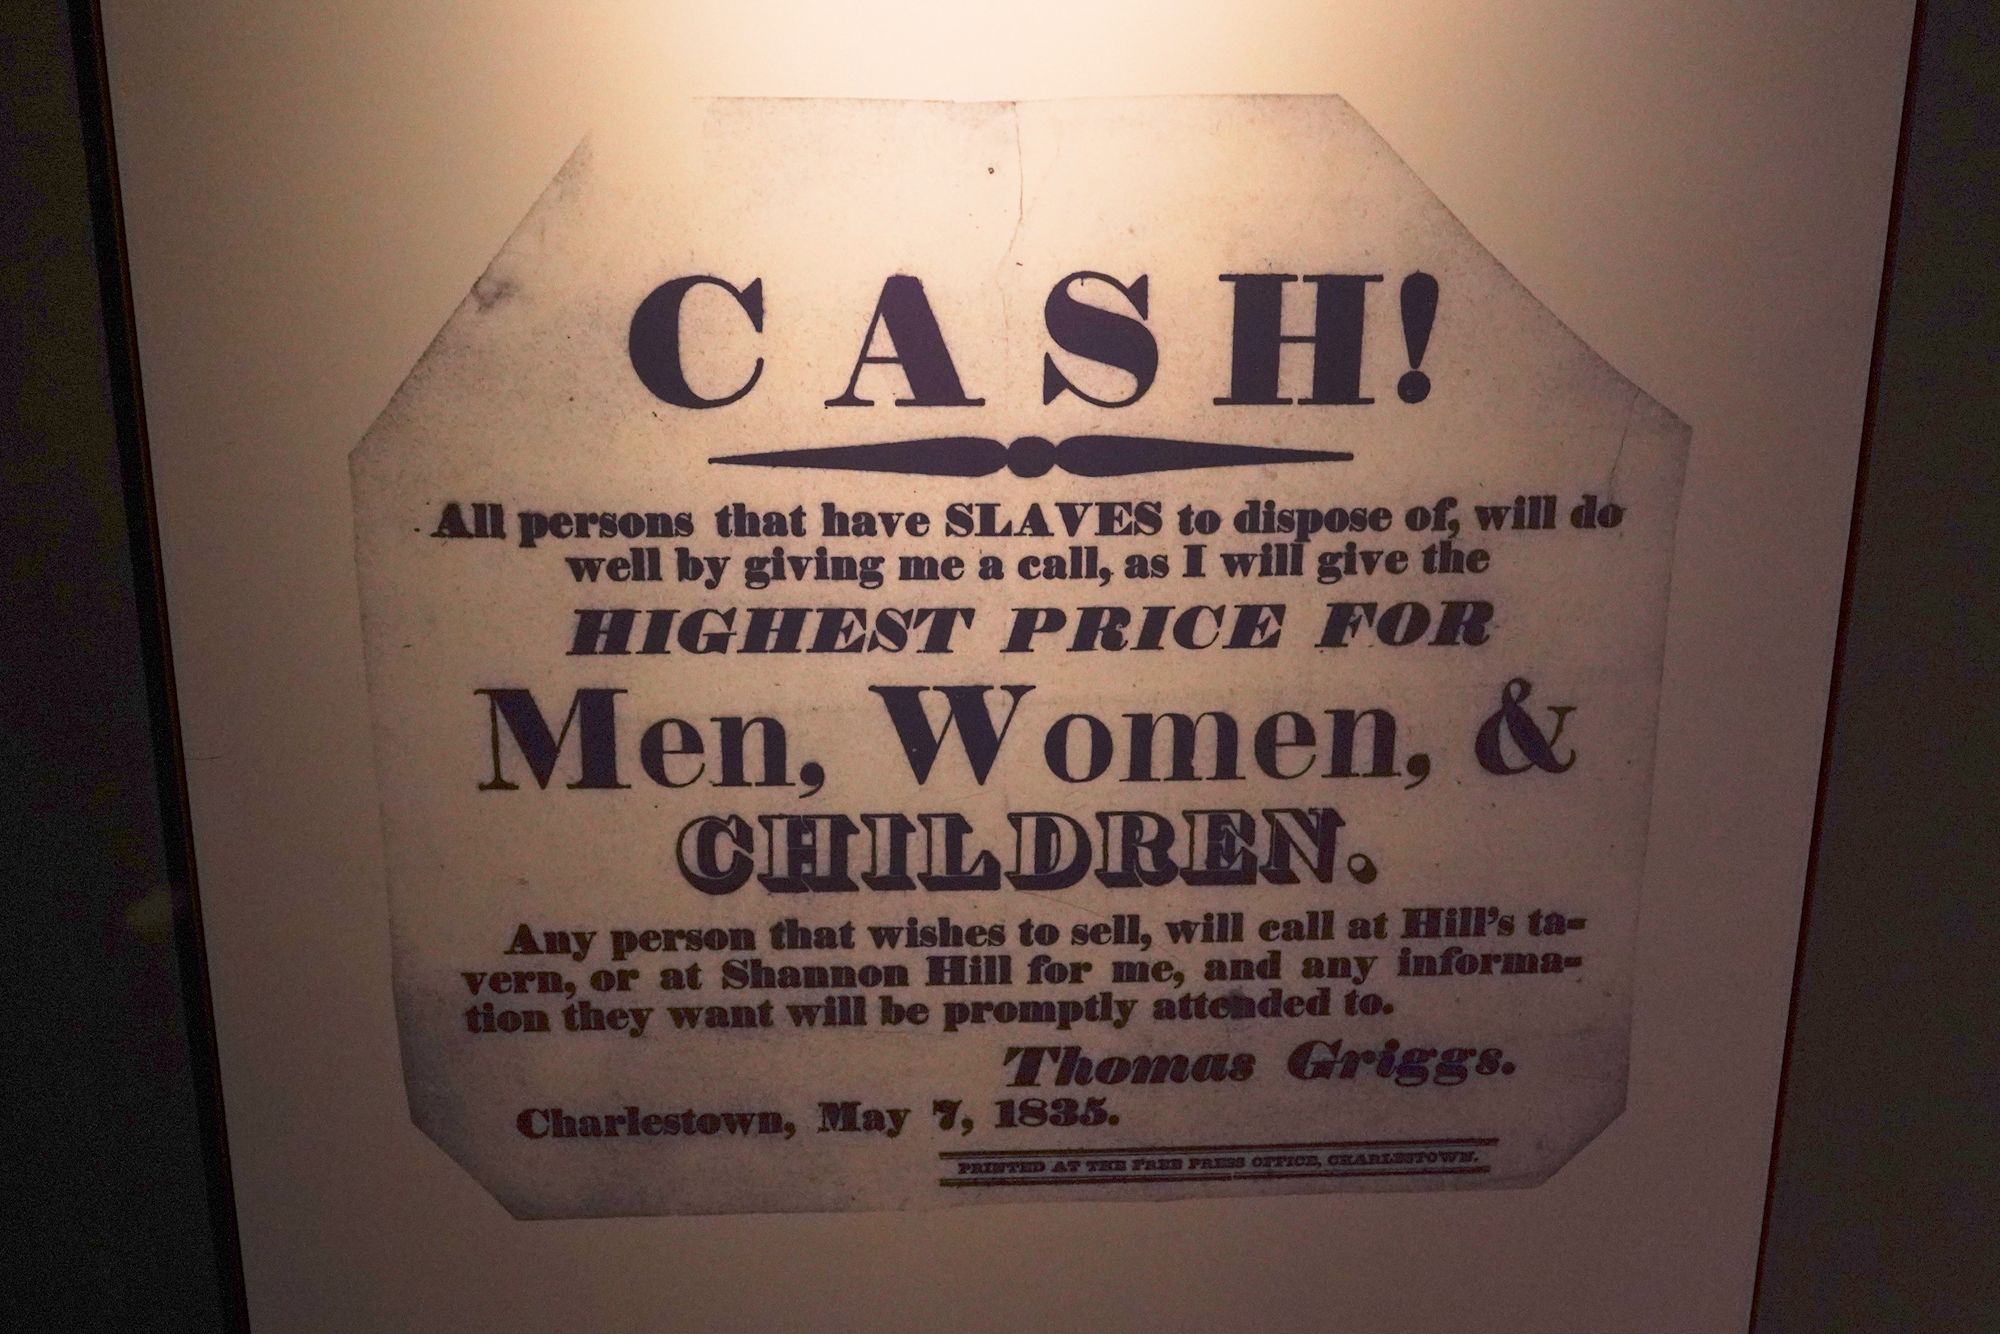 CASH!
All persons that have SLAVES to dispose of, will do
well by giving me a call, as I will give the
HIGHEST PRICE FOR
Men, Women, &
CHILDREN.
Any person that wishes to sell, will call at Hill's ta-
vern, or at Shannon Hill for me, and any informa-
tion they want will be promptly attended to.
Thomas Griggs.
Charlestown, May 7, 1835.
PRINTED AT THE FREE PRESS OFFICE, CHARLESTOWN.